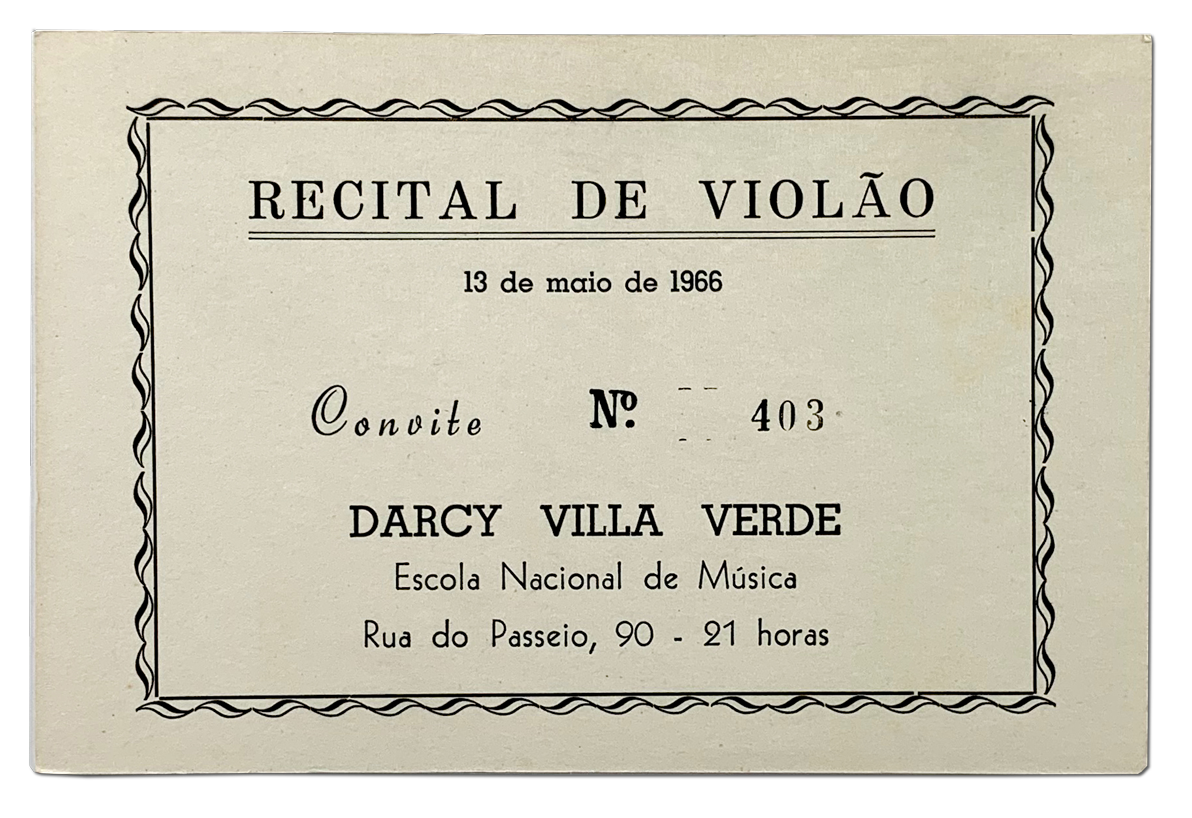 RECITAL DE VIOLÃO
13 de maio de 1966
Convite Nº 403
DARCY VILLA VERDE
Escola Nacional de Música
Rua do Passeio, 90 - 21 horas